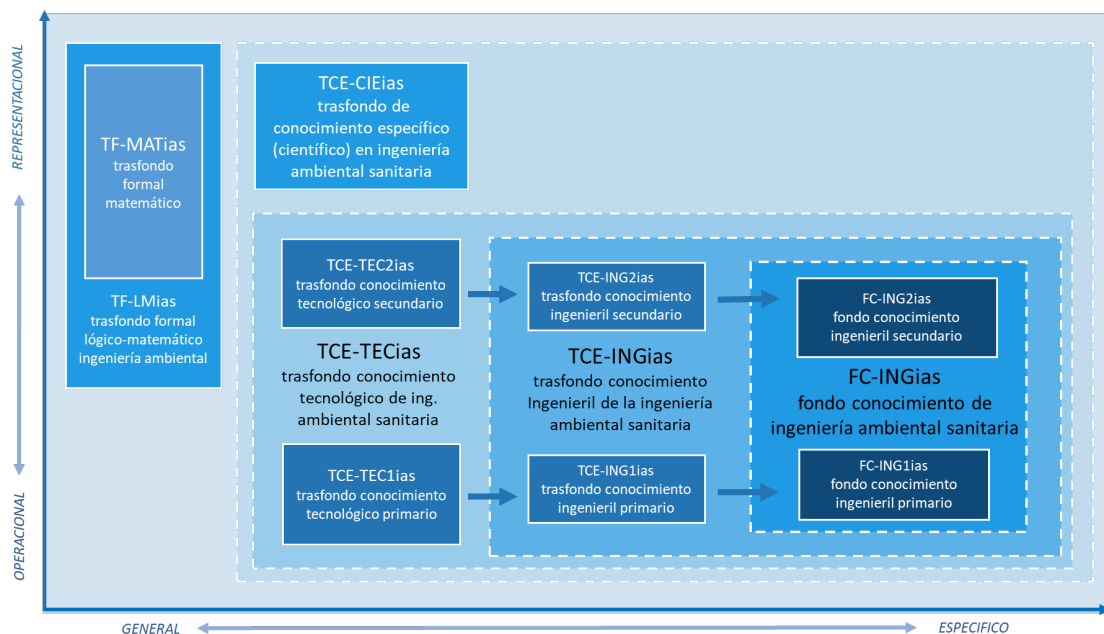 REPRESENTACIONAL
OPERACIONAL
TF-MATias
trasfondo
formal
matemático
TF-LMias
trasfondo formal
lógico-matemático
ingeniería ambiental
TCE-CIEias
trasfondo de
conocimiento específico
(científico) en ingeniería
ambiental sanitaria
TCE-TEC2ias
trasfondo conocimiento
tecnológico secundario
TCE-TECias
trasfondo conocimiento
tecnológico de ing.
ambiental sanitaria
TCE-TEC1ias
trasfondo conocimiento
tecnológico primario
TCE-ING2ias
trasfondo conocimiento
ingenieril secundario
TCE-INGias
trasfondo conocimiento
Ingenieril de la ingeniería
ambiental sanitaria
TCE-ING1ias
trasfondo conocimiento
ingenieril primario
FC-ING2ias
fondo conocimiento
ingenieril secundario
FC-INGias
fondo conocimiento de
ingeniería ambiental sanitaria
FC-ING1ias
fondo conocimiento
ingenieril primario
GENERAL
ESPECIFICO